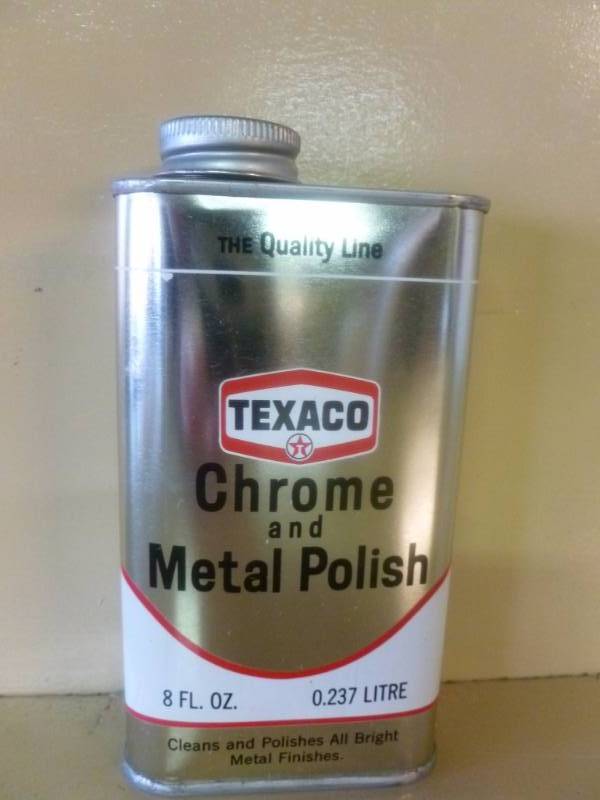 THE Quality Line
TEXACO
T
Chrome
and
Metal Polish
8 FL. OZ. 0.237 LITRE
Cleans and Polishes All Bright
Metal Finishes.